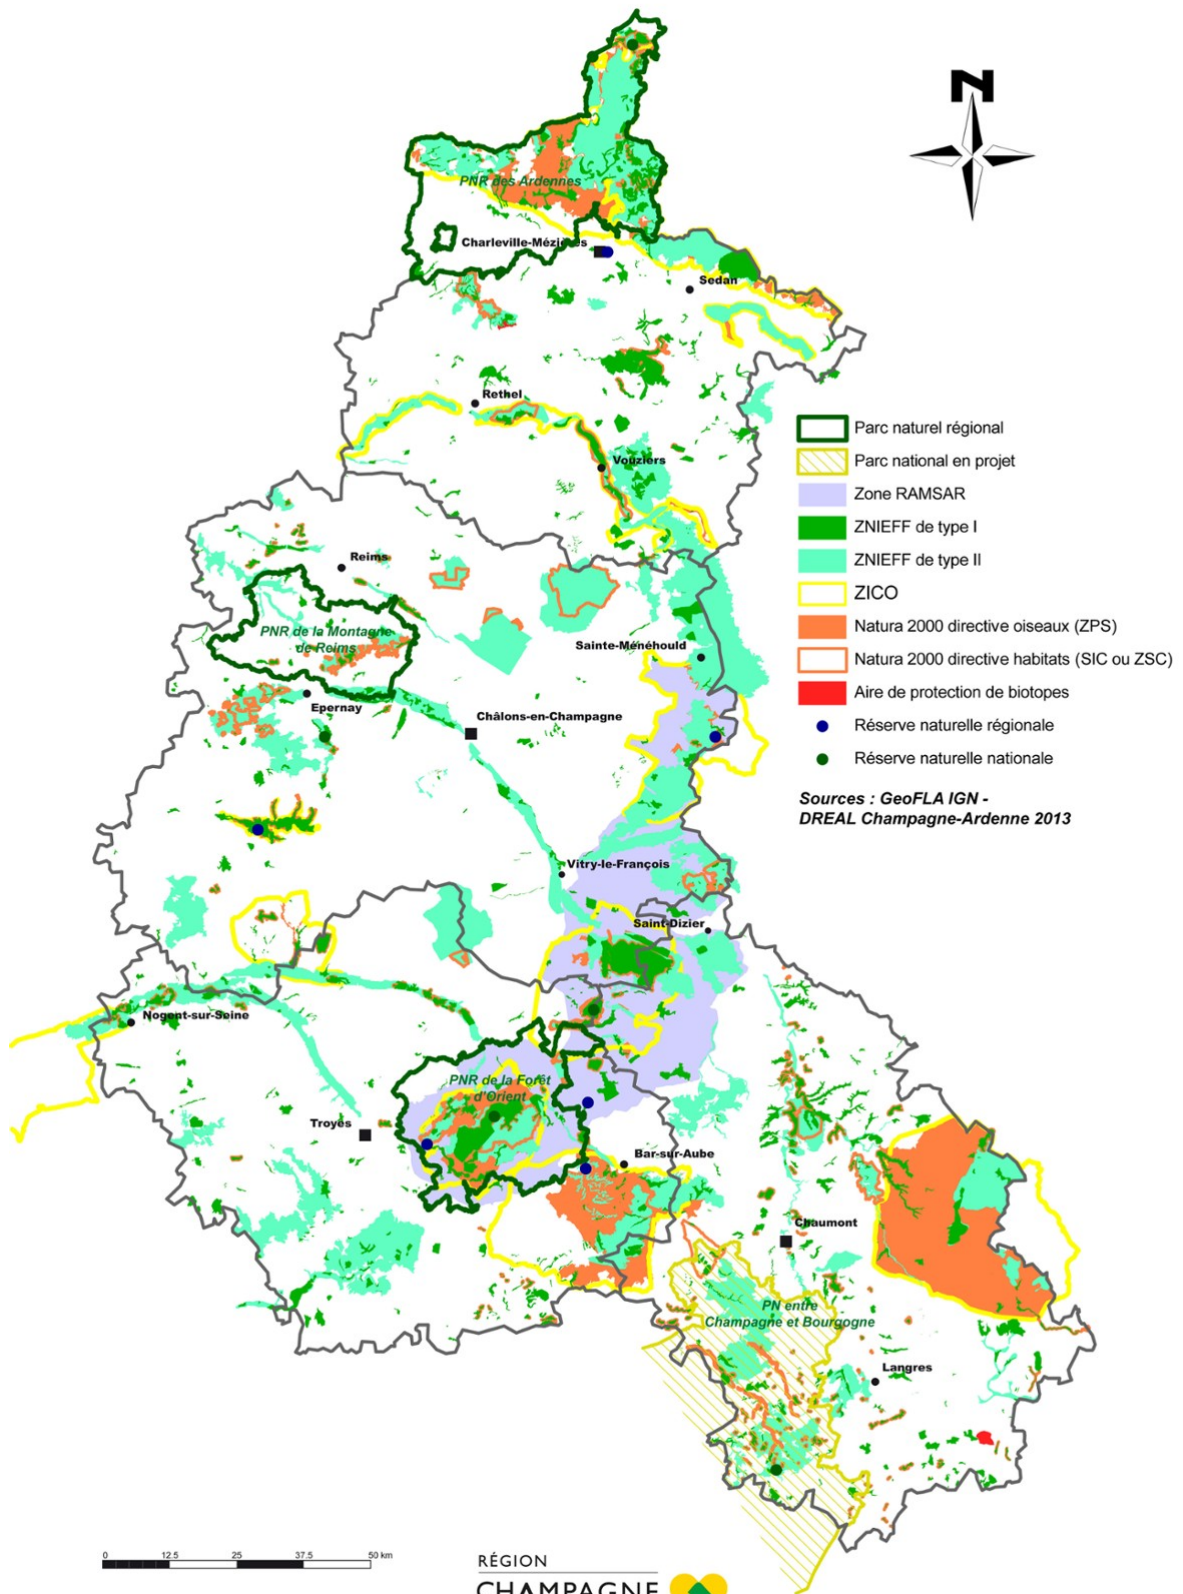 N
PNR des Ardennes
Charleville-Mézières
Sedan
Rethel
Vouziers
Parc naturel régional
Parc national en projet
Zone RAMSAR
ZNIEFF de type I
ZNIEFF de type II
ZICO
Natura 2000 directive oiseaux (ZPS)
Natura 2000 directive habitats (SIC ou ZSC)
Aire de protection de biotopes
Réserve naturelle régionale
Réserve naturelle nationale
Sources : GeoFLA IGN -
DREAL Champagne-Ardenne 2013
Reims
PNR de la Montagne
de Reims
Sainte-Ménéhould
Epernay
Châlons-en-Champagne
Vitry-le-François
Saint-Dizier
Nogent-sur-Seine
PNR de la Forêt
d'Orient
Troyes
Bar-sur-Aube
Chaumont
PN entre
Champagne et Bourgogne
Langres
0 12.5 25 37.5 50 km
RÉGION
CHAMPAGNE